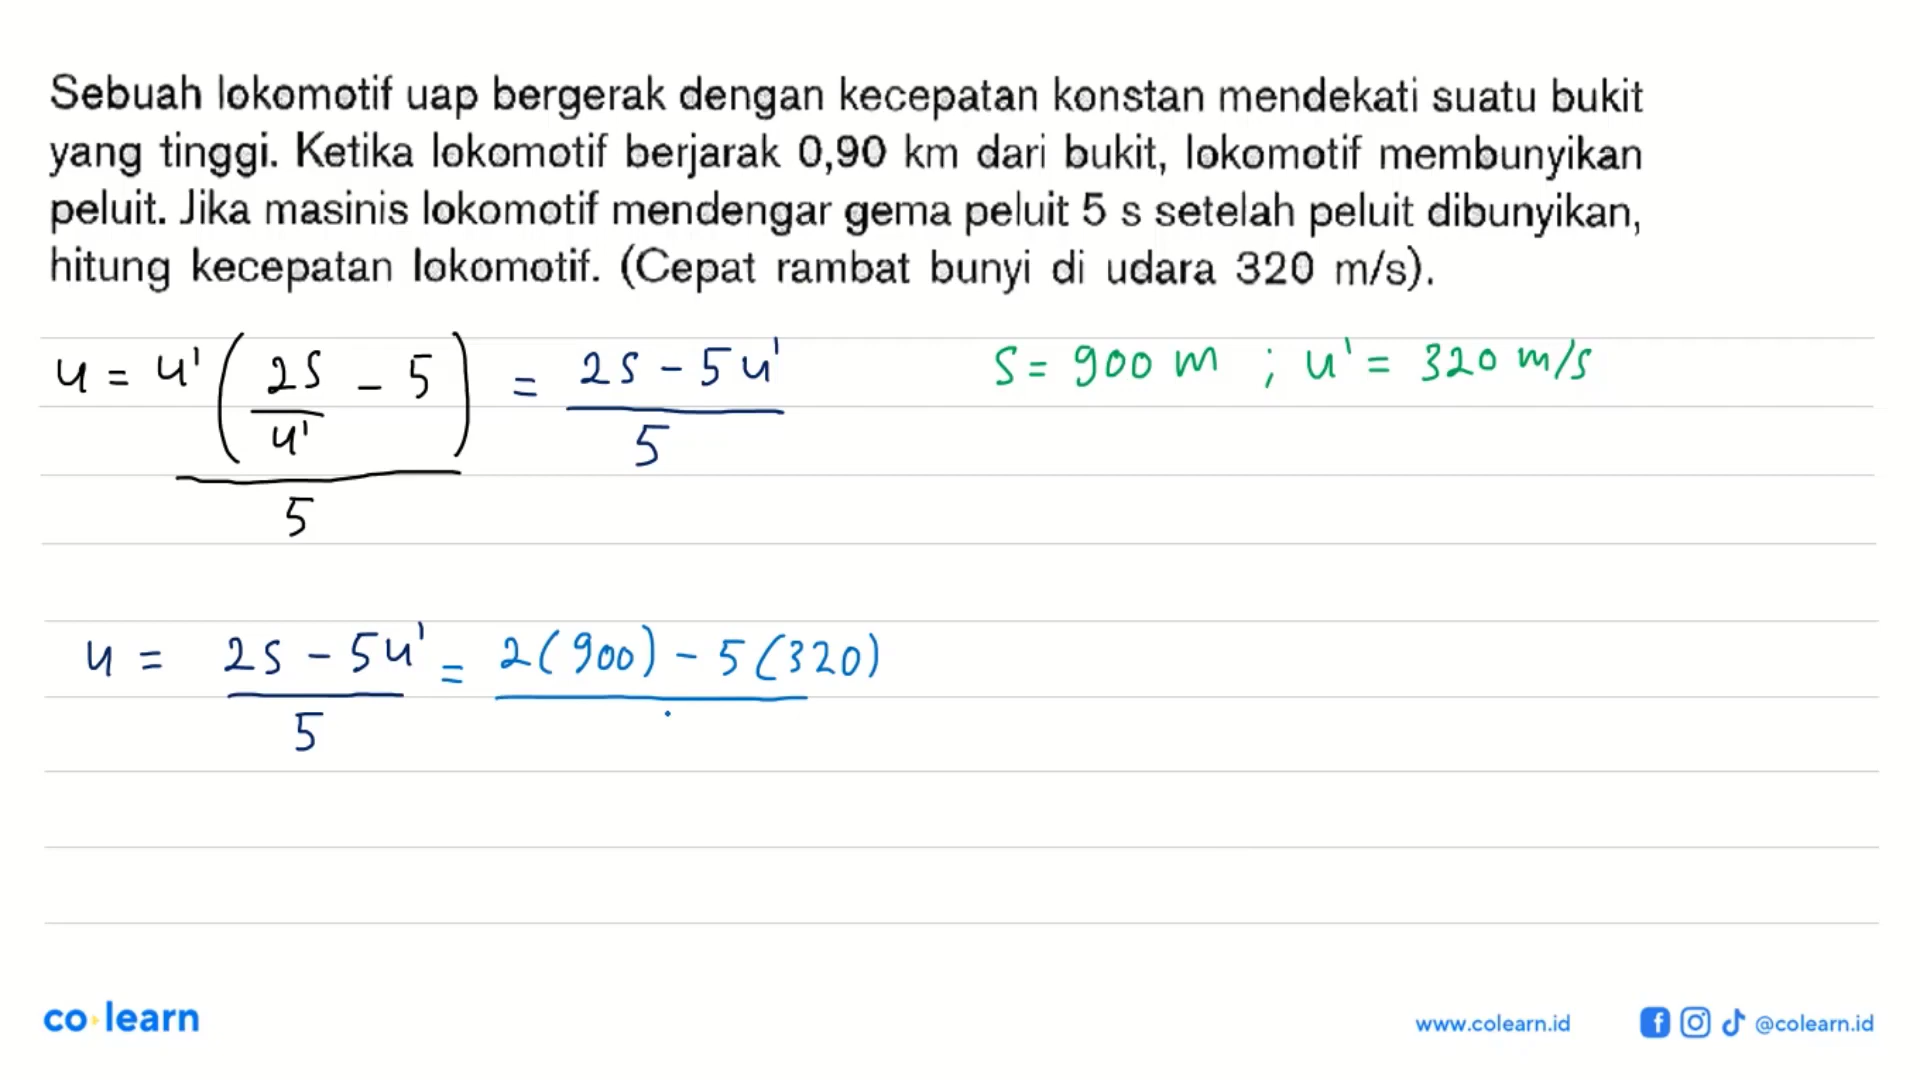 Sebuah lokomotif uap bergerak dengan kecepatan konstan mendekati suatu bukit
yang tinggi. Ketika lokomotif berjarak 0,90 km dari bukit, lokomotif membunyikan
peluit. Jika masinis lokomotif mendengar gema peluit 5 s setelah peluit dibunyikan,
hitung kecepatan lokomotif. (Cepat rambat bunyi di udara 320 m/s).
u = u' (2S/u' - 5) / 5 = (2S - 5u') / 5
S = 900 m ; u' = 320 m/s
u = (2S - 5u') / 5 = 2(900) - 5(320)
co learn
www.colearn.id
@colearn.id